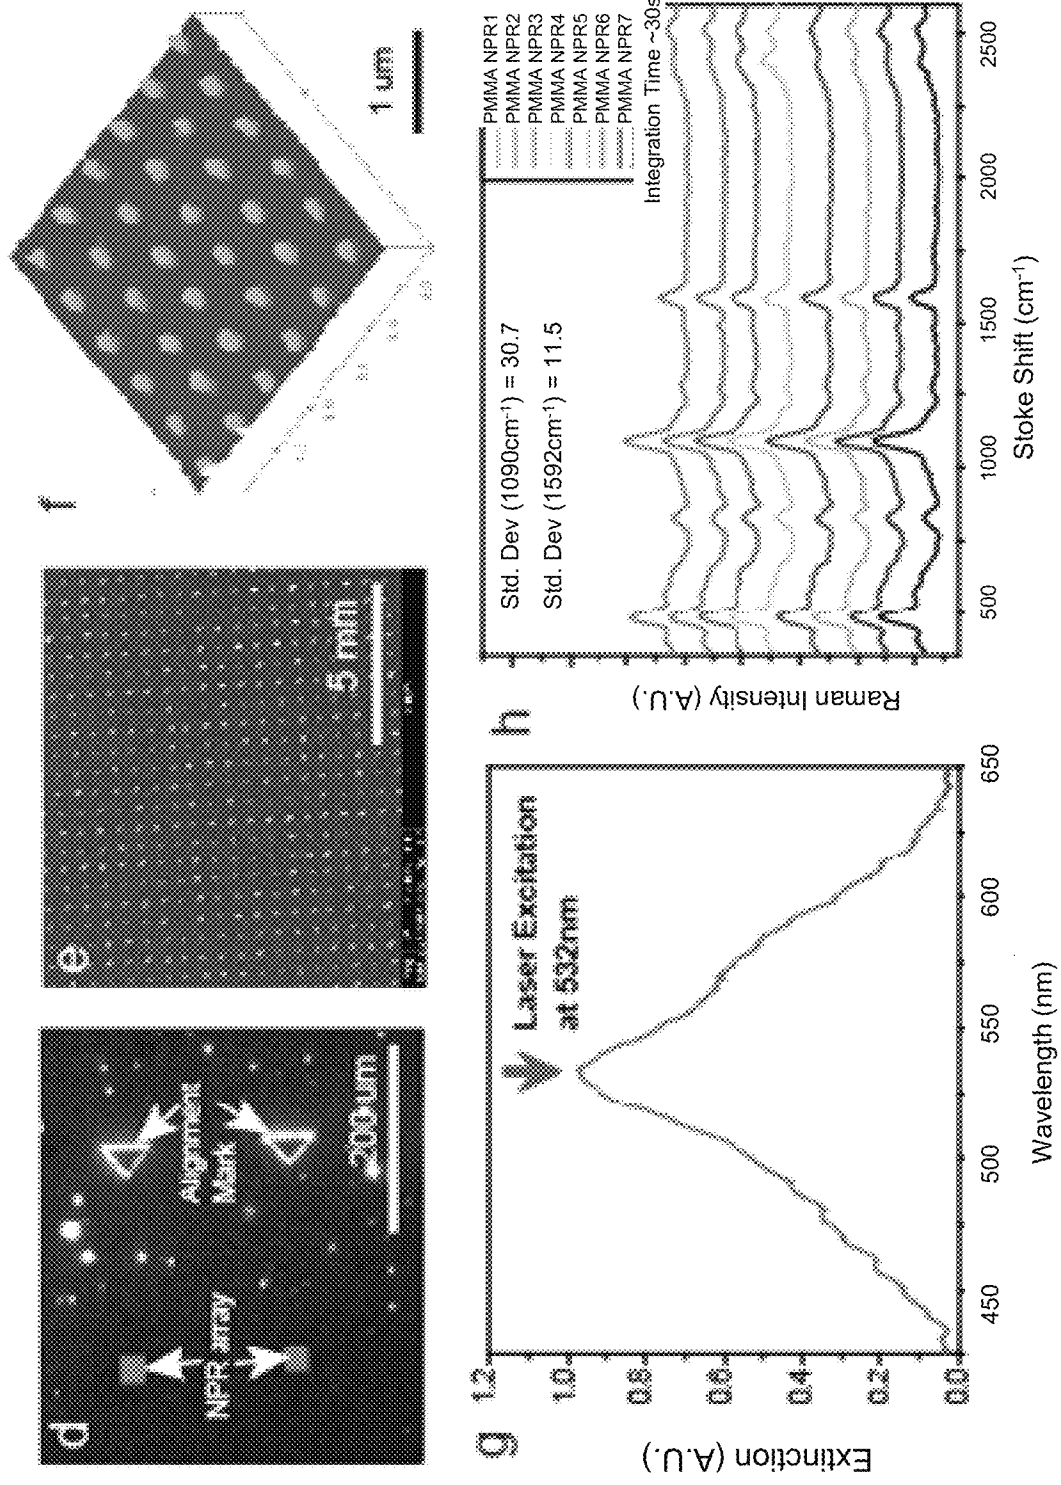 d
NPR array
Alignment
Mark
200um
e
5 mm
f
1 um
g
Extinction (A.U.)
1.2
1.0
0.8
0.6
0.4
0.2
0.0
Laser Excitation
at 532nm
450
500
550
600
650
Wavelength (nm)
h
Raman Intensity (A.U.)
Std. Dev (1090cm-1) = 30.7
Std. Dev (1592cm-1) = 11.5
PMMA NPR1
PMMA NPR2
PMMA NPR3
PMMA NPR4
PMMA NPR5
PMMA NPR6
PMMA NPR7
Integration Time ~30s
500
1000
1500
2000
2500
Stoke Shift (cm-1)